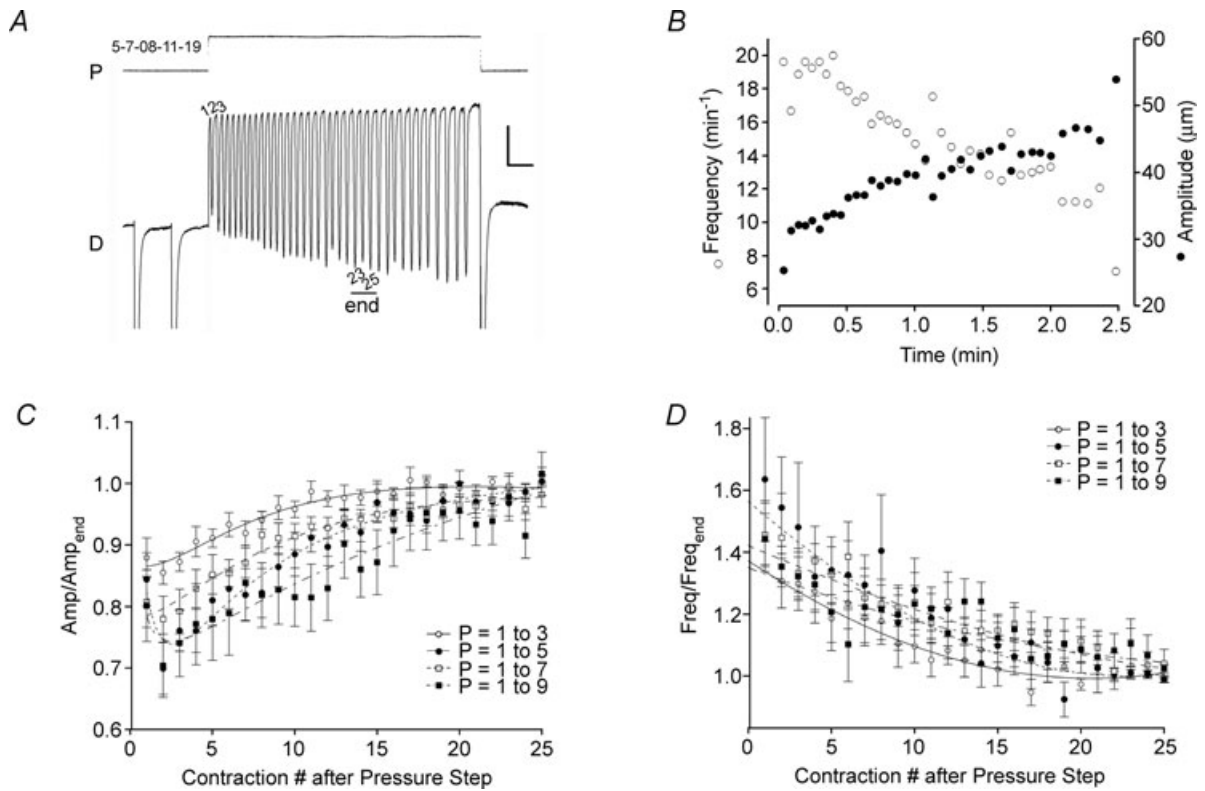 A
5-7-08-11-19
P
123
D
23
25
end
B
20
18
16
14
12
10
8
6
Frequency (min-1)
60
50
40
30
20
Amplitude (µm)
0.0 0.5 1.0 1.5 2.0 2.5
Time (min)
C
1.1
1.0
0.9
0.8
0.7
0.6
Amp/Ampend
P = 1 to 3
P = 1 to 5
P = 1 to 7
P = 1 to 9
0 5 10 15 20 25
Contraction # after Pressure Step
D
1.8
1.6
1.4
1.2
1.0
Freq/Freqend
P = 1 to 3
P = 1 to 5
P = 1 to 7
P = 1 to 9
0 5 10 15 20 25
Contraction # after Pressure Step